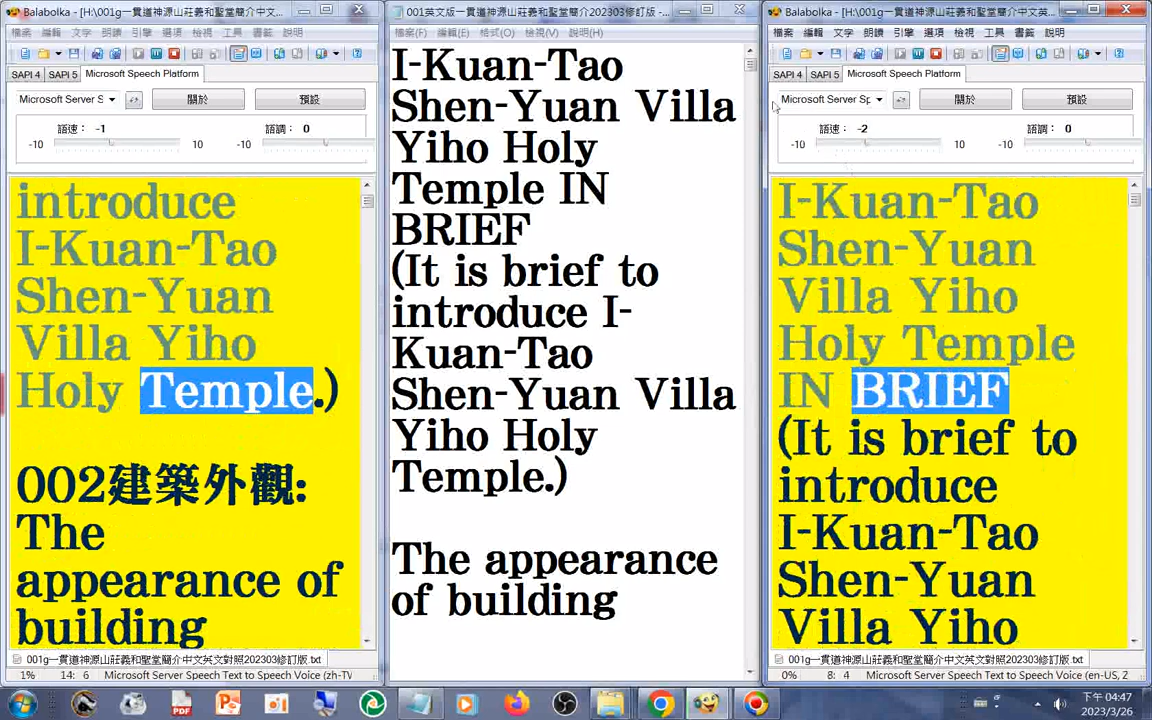 Balabolka - [H:\001g一貫道神源山莊義和聖堂簡介中文...
檔案 編輯 文字 朗讀 引擎 選項 檢視 工具 書籤 說明
SAPI 4 SAPI 5 Microsoft Speech Platform
Microsoft Server S 關於 預設
語速： -1 語調： 0
-10 10 -10
introduce
I-Kuan-Tao
Shen-Yuan
Villa Yiho
Holy Temple.)
002建築外觀:
The
appearance of
building
001g一貫道神源山莊義和聖堂簡介中文英文對照202303修訂版.txt
1% 14: 6 Microsoft Server Speech Text to Speech Voice (zh-TV
001英文版一貫道神源山莊義和聖堂簡介202303修訂版 -...
檔案(F) 編輯(E) 格式(O) 檢視(V) 說明(H)
I-Kuan-Tao
Shen-Yuan Villa
Yiho Holy
Temple IN
BRIEF
(It is brief to
introduce I-
Kuan-Tao
Shen-Yuan Villa
Yiho Holy
Temple.)
The appearance
of building
Balabolka - [H:\001g一貫道神源山莊義和聖堂簡介中文英...
檔案 編輯 文字 朗讀 引擎 選項 檢視 工具 書籤 說明
SAPI 4 SAPI 5 Microsoft Speech Platform
Microsoft Server Sp 關於 預設
語速： -2 語調： 0
-10 10 -10
I-Kuan-Tao
Shen-Yuan
Villa Yiho
Holy Temple
IN BRIEF
(It is brief to
introduce
I-Kuan-Tao
Shen-Yuan
Villa Yiho
001g一貫道神源山莊義和聖堂簡介中文英文對照202303修訂版.txt
0% 8: 4 Microsoft Server Speech Text to Speech Voice (en-US, Z
下午 04:47
2023/3/26